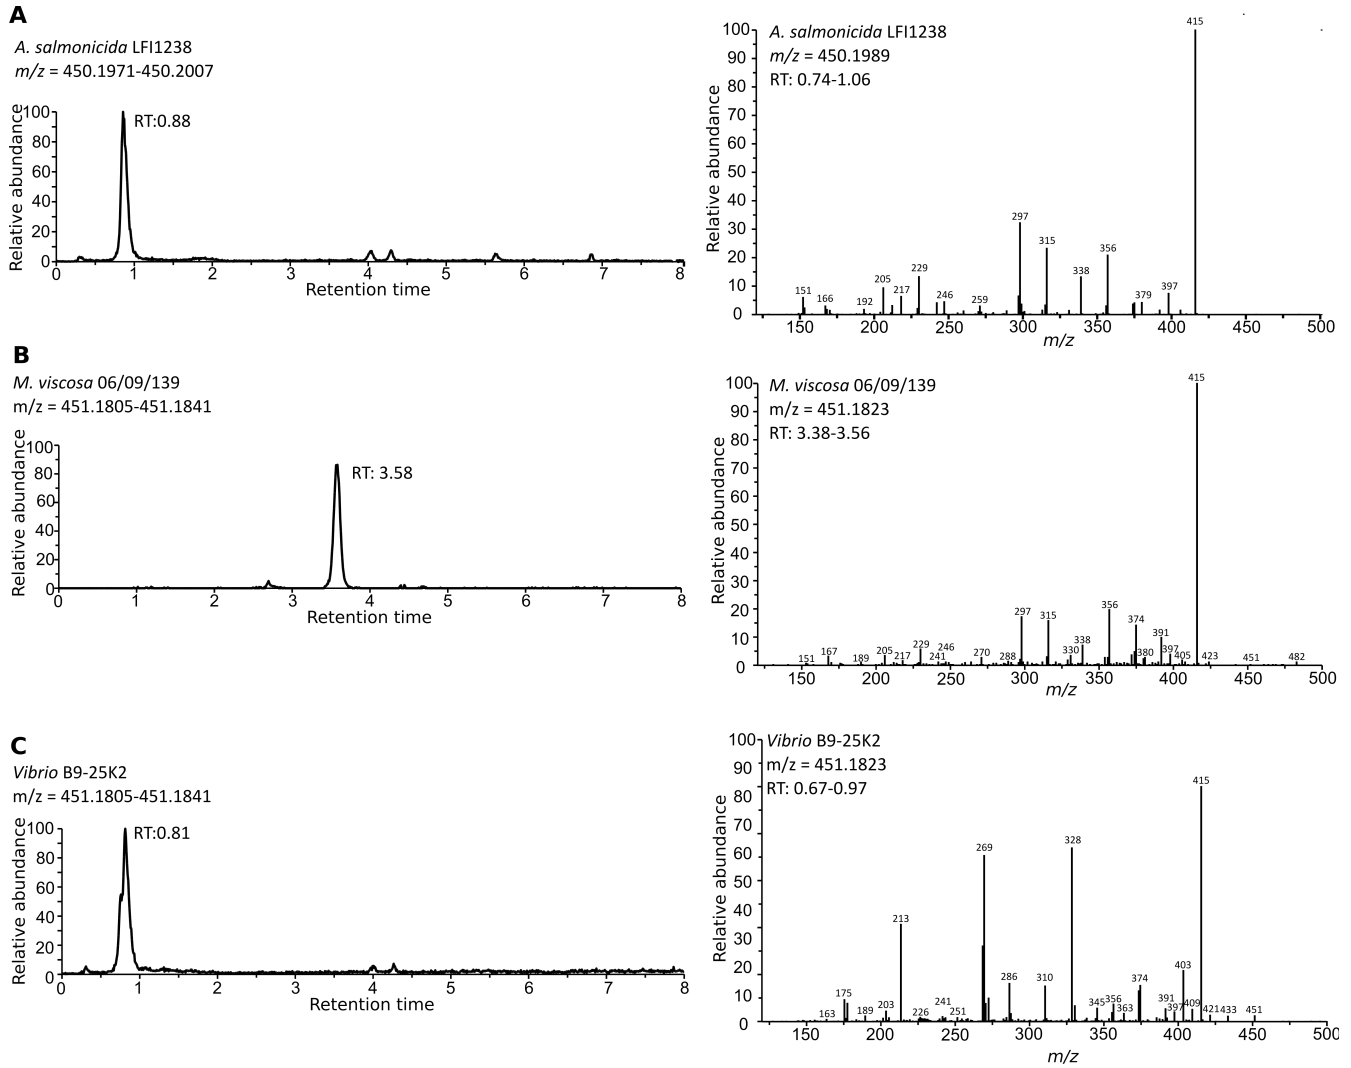 A
A. salmonicida LFI1238
m/z = 450.1971-450.2007
RT:0.88
Relative abundance
100
80
60
40
20
0
0 1 2 3 4 5 6 7 8
Retention time
A. salmonicida LFI1238
m/z = 450.1989
RT: 0.74-1.06
Relative abundance
100
90
80
70
60
50
40
30
20
10
0
151 166 192 205 217 229 246 259 297 315 338 356 379 397 415
150 200 250 300 350 400 450 500
m/z
B
M. viscosa 06/09/139
m/z = 451.1805-451.1841
RT: 3.58
Relative abundance
100
80
60
40
20
0
0 1 2 3 4 5 6 7 8
Retention time
M. viscosa 06/09/139
m/z = 451.1823
RT: 3.38-3.56
Relative abundance
100
90
80
70
60
50
40
30
20
10
0
151 167 189 205 217 229 241 246 270 288 297 315 330 338 356 374 380 391 397 405 415 423 451 482
150 200 250 300 350 400 450 500
m/z
C
Vibrio B9-25K2
m/z = 451.1805-451.1841
RT:0.81
Relative abundance
100
80
60
40
20
0
0 1 2 3 4 5 6 7 8
Retention time
Vibrio B9-25K2
m/z = 451.1823
RT: 0.67-0.97
Relative abundance
100
90
80
70
60
50
40
30
20
10
0
163 175 189 203 213 226 241 251 269 286 310 328 345 356 363 374 391 397 403 409 415 421 433 451
150 200 250 300 350 400 450 500
m/z